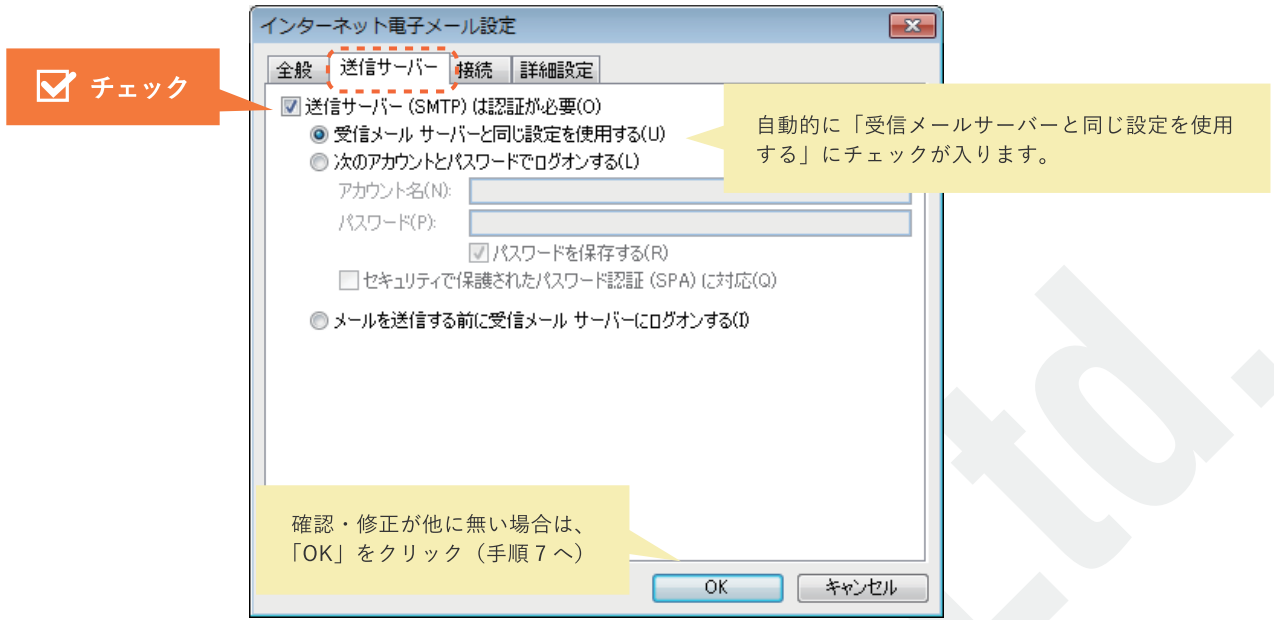 インターネット電子メール設定
全般
送信サーバー
接続
詳細設定
チェック
送信サーバー (SMTP) は認証が必要(O)
受信メール サーバーと同じ設定を使用する(U)
自動的に「受信メールサーバーと同じ設定を使用
する」にチェックが入ります。
次のアカウントとパスワードでログオンする(L)
アカウント名(N):
パスワード(P):
パスワードを保存する(R)
セキュリティで保護されたパスワード認証 (SPA) に対応(Q)
メールを送信する前に受信メール サーバーにログオンする(I)
確認・修正が他に無い場合は、
「OK」をクリック（手順７へ）
OK
キャンセル
Ltd.